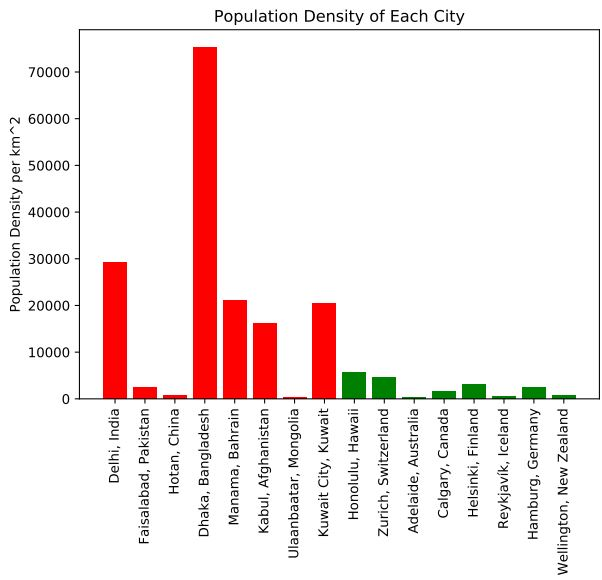 Population Density of Each City
Population Density per km^2
70000
60000
50000
40000
30000
20000
10000
0
Delhi, India
Faisalabad, Pakistan
Hotan, China
Dhaka, Bangladesh
Manama, Bahrain
Kabul, Afghanistan
Ulaanbaatar, Mongolia
Kuwait City, Kuwait
Honolulu, Hawaii
Zurich, Switzerland
Adelaide, Australia
Calgary, Canada
Helsinki, Finland
Reykjavík, Iceland
Hamburg, Germany
Wellington, New Zealand